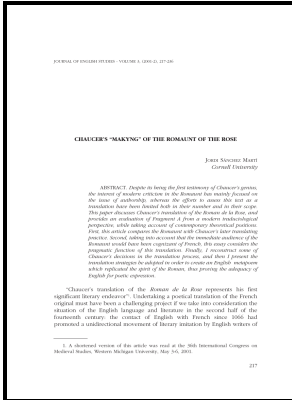 JOURNAL OF ENGLISH STUDIES – VOLUME 3, (2001-2), 217-236
CHAUCER'S "MAKYNG" OF THE ROMAUNT OF THE ROSE
JORDI SÁNCHEZ MARTÍ
Cornell University
ABSTRACT. Despite its being the first testimony of Chaucer's genius,
the interest of modern criticism in the Romaunt has mainly focused on
the issue of authorship, whereas the efforts to assess this text as a
translation have been limited both in their number and in their scope.
This paper discusses Chaucer's translation of the Roman de la Rose, and
provides an evaluation of Fragment A from a modern traductological
perspective, while taking account of contemporary theoretical positions.
First, this article compares the Romaunt with Chaucer's later translating
practice. Second, taking into account that the immediate audience of the
Romaunt would have been cognizant of French, this essay considers the
pragmatic function of this translation. Finally, I reconstruct some of
Chaucer's decisions in the translation process, and then I present the
translation strategies he adopted in order to create an English metapoem
which replicated the spirit of the Roman, thus proving the adequacy of
English for poetic expression.
"Chaucer's translation of the Roman de la Rose represents his first
significant literary endeavor"1. Undertaking a poetical translation of the French
original must have been a challenging project if we take into consideration the
situation of the English language and literature in the second half of the
fourteenth century: the contact of English with French since 1066 had
promoted a unidirectional movement of literary imitation by English writers of
1. A shortened version of this article was read at the 36th International Congress on
Medieval Studies, Western Michigan University, May 3-6, 2001.
217